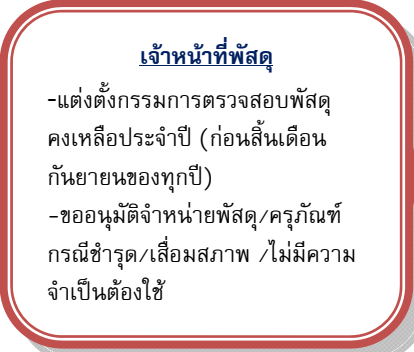 เจ้าหน้าที่พัสดุ
-แต่งตั้งกรรมการตรวจสอบพัสดุ
คงเหลือประจำปี (ก่อนสิ้นเดือน
กันยายนของทุกปี)
-ขออนุมัติจำหน่ายพัสดุ/ครุภัณฑ์
กรณีชำรุด/เสื่อมสภาพ /ไม่มีความ
จำเป็นต้องใช้